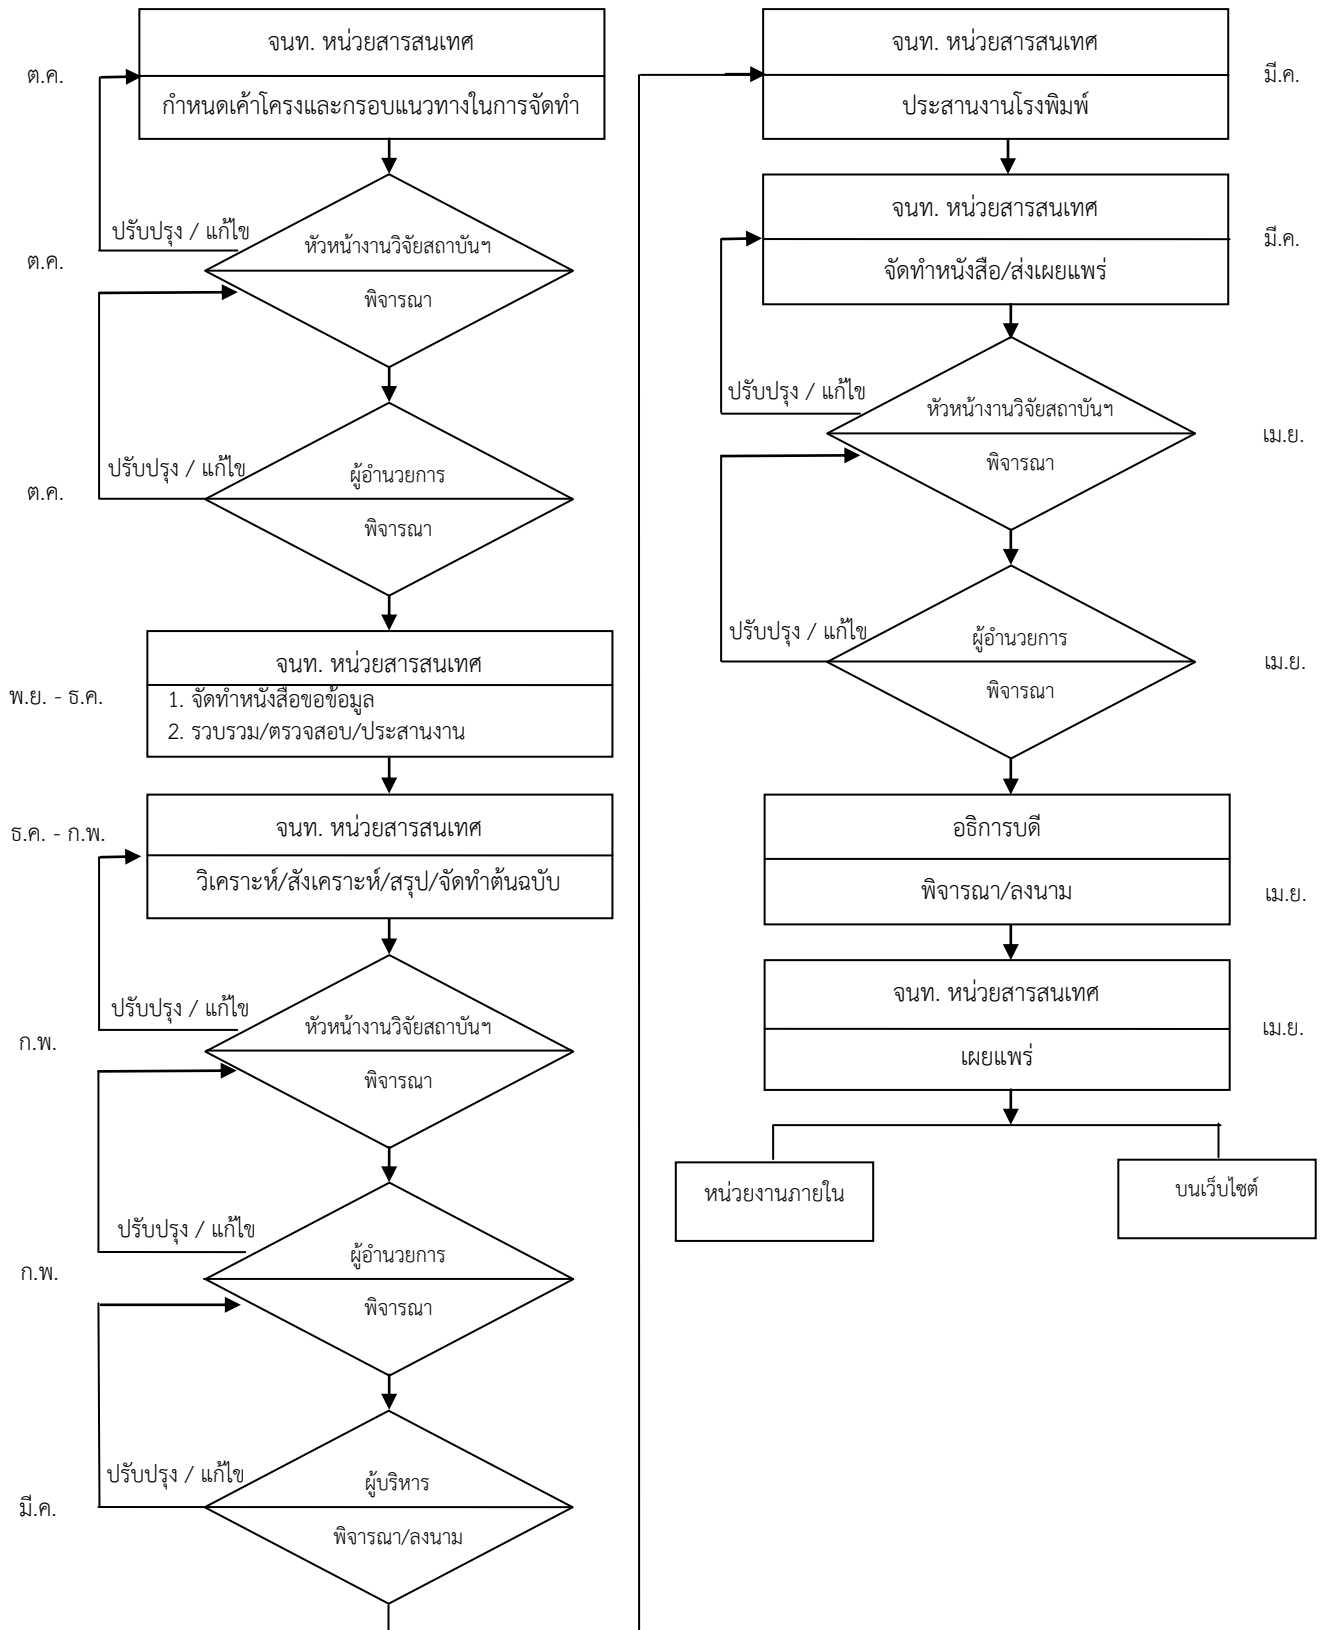 จนท. หน่วยสารสนเทศ
ต.ค.
กำหนดเค้าโครงและกรอบแนวทางในการจัดทำ
ปรับปรุง / แก้ไข
หัวหน้างานวิจัยสถาบันฯ
ต.ค.
พิจารณา
ปรับปรุง / แก้ไข
ผู้อำนวยการ
ต.ค.
พิจารณา
จนท. หน่วยสารสนเทศ
พ.ย. - ธ.ค.
1. จัดทำหนังสือขอข้อมูล
2. รวบรวม/ตรวจสอบ/ประสานงาน
ธ.ค. - ก.พ.
จนท. หน่วยสารสนเทศ
วิเคราะห์/สังเคราะห์/สรุป/จัดทำต้นฉบับ
ปรับปรุง / แก้ไข
หัวหน้างานวิจัยสถาบันฯ
ก.พ.
พิจารณา
ปรับปรุง / แก้ไข
ผู้อำนวยการ
ก.พ.
พิจารณา
ปรับปรุง / แก้ไข
ผู้บริหาร
มี.ค.
พิจารณา/ลงนาม
จนท. หน่วยสารสนเทศ
มี.ค.
ประสานงานโรงพิมพ์
จนท. หน่วยสารสนเทศ
มี.ค.
จัดทำหนังสือ/ส่งเผยแพร่
ปรับปรุง / แก้ไข
หัวหน้างานวิจัยสถาบันฯ
เม.ย.
พิจารณา
ปรับปรุง / แก้ไข
ผู้อำนวยการ
เม.ย.
พิจารณา
อธิการบดี
พิจารณา/ลงนาม
เม.ย.
จนท. หน่วยสารสนเทศ
เม.ย.
เผยแพร่
หน่วยงานภายใน
บนเว็บไซต์